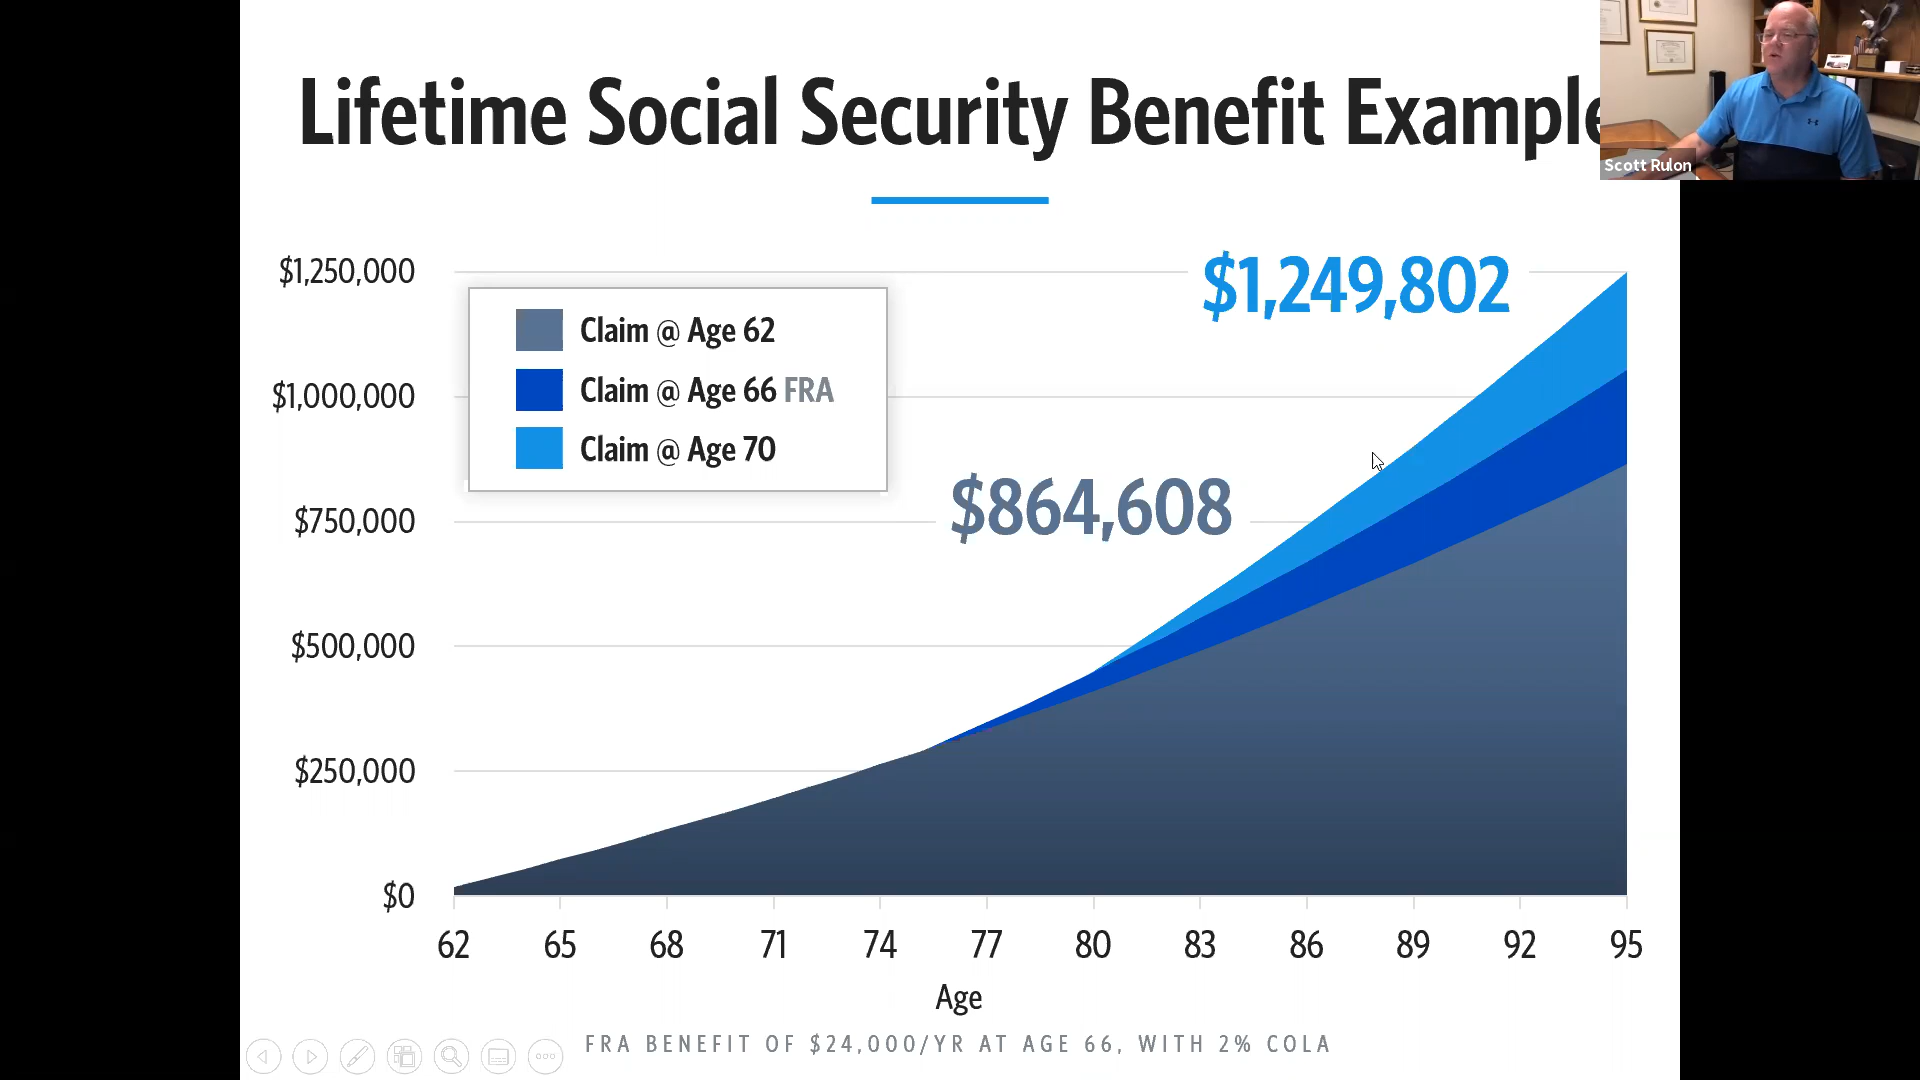 Lifetime Social Security Benefit Example
Scott Rulon
$1,250,000
$1,249,802
Claim @ Age 62
Claim @ Age 66 FRA
Claim @ Age 70
$1,000,000
$864,608
$750,000
$500,000
$250,000
$0
62 65 68 71 74 77 80 83 86 89 92 95
Age
FRA BENEFIT OF $24,000/YR AT AGE 66, WITH 2% COLA